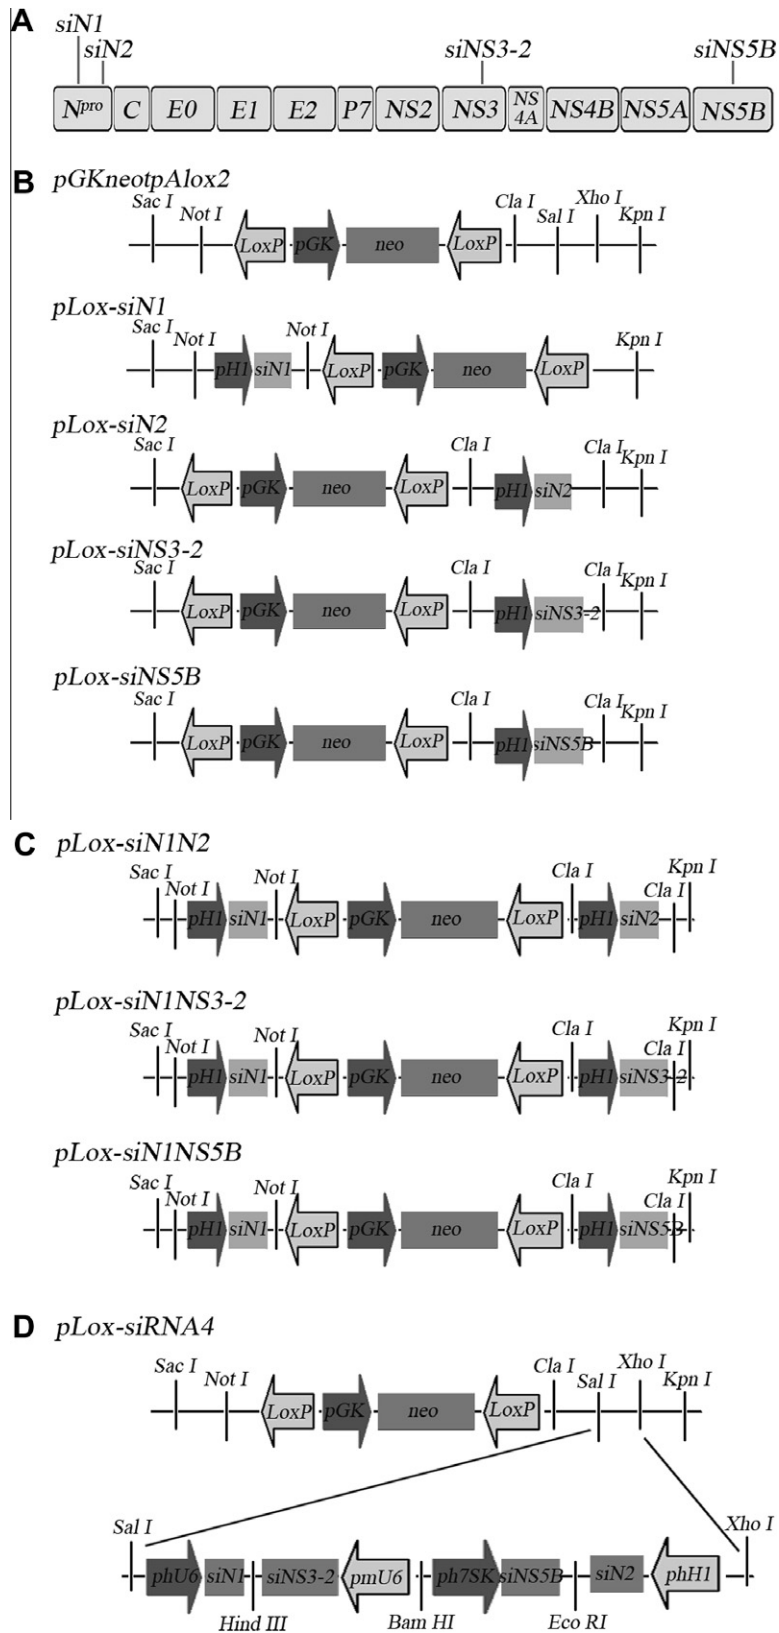 A siN1
siN2 siNS3-2 siNS5B
Npro C E0 E1 E2 P7 NS2 NS3 NS 4A NS4B NS5A NS5B
B pGKneotpAlox2
Sac I Not I Cla I Sal I Xho I Kpn I
LoxP pGK neo LoxP
pLox-siN1
Sac I Not I Not I Kpn I
pH1 siN1 LoxP pGK neo LoxP
pLox-siN2
Sac I Cla I Cla I Kpn I
LoxP pGK neo LoxP pH1 siN2
pLox-siNS3-2
Sac I Cla I Cla I Kpn I
LoxP pGK neo LoxP pH1 siNS3-2
pLox-siNS5B
Sac I Cla I Cla I Kpn I
LoxP pGK neo LoxP pH1 siNS5B
C pLox-siN1N2
Sac I Not I Not I Cla I Cla I Kpn I
pH1 siN1 LoxP pGK neo LoxP pH1 siN2
pLox-siN1NS3-2
Sac I Not I Not I Cla I Cla I Kpn I
pH1 siN1 LoxP pGK neo LoxP pH1 siNS3-2
pLox-siN1NS5B
Sac I Not I Not I Cla I Cla I Kpn I
pH1 siN1 LoxP pGK neo LoxP pH1 siNS5B
D pLox-siRNA4
Sac I Not I Cla I Sal I Xho I Kpn I
LoxP pGK neo LoxP
Sal I Xho I
phU6 siN1 siNS3-2 pmU6 ph7SK siNS5B siN2 phH1
Hind III Bam HI Eco RI